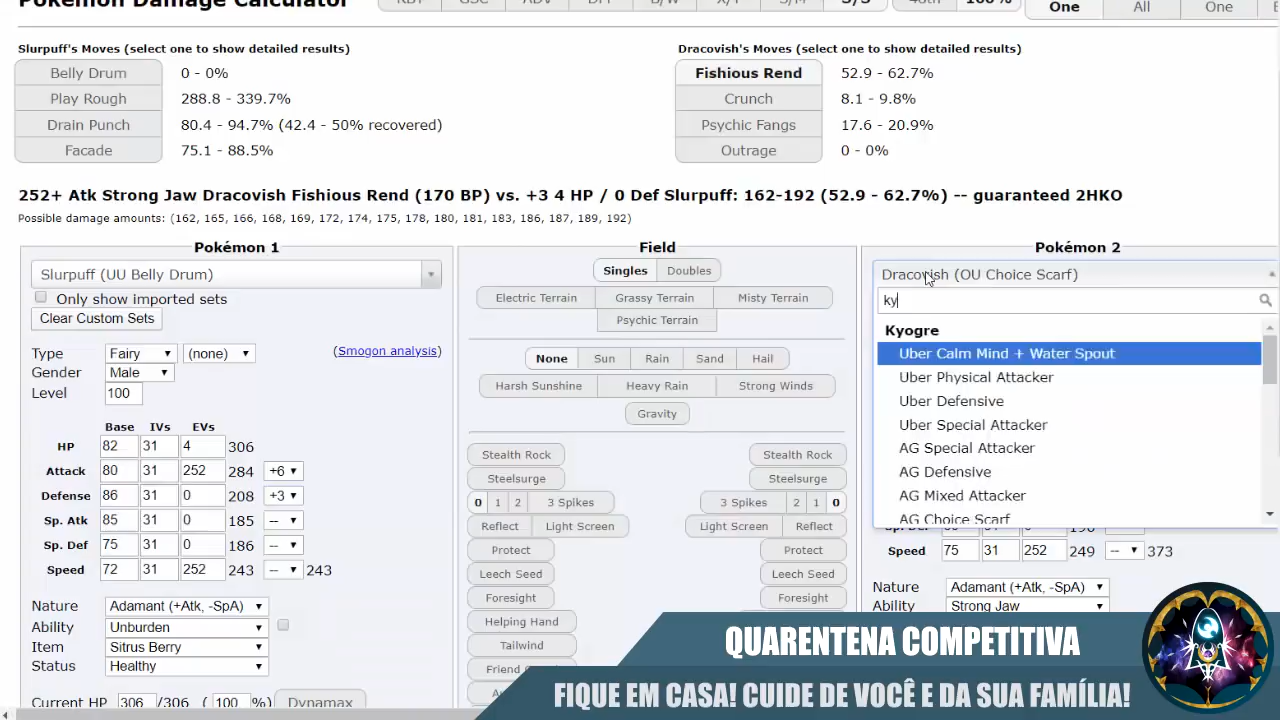 Pokémon Damage Calculator
100%
One All One
Slurpuff's Moves (select one to show detailed results)
Belly Drum 0 - 0%
Play Rough 288.8 - 339.7%
Drain Punch 80.4 - 94.7% (42.4 - 50% recovered)
Facade 75.1 - 88.5%
Dracovish's Moves (select one to show detailed results)
Fishious Rend 52.9 - 62.7%
Crunch 8.1 - 9.8%
Psychic Fangs 17.6 - 20.9%
Outrage 0 - 0%
252+ Atk Strong Jaw Dracovish Fishious Rend (170 BP) vs. +3 4 HP / 0 Def Slurpuff: 162-192 (52.9 - 62.7%) -- guaranteed 2HKO
Possible damage amounts: (162, 165, 166, 168, 169, 172, 174, 175, 178, 180, 181, 183, 186, 187, 189, 192)
Pokémon 1
Slurpuff (UU Belly Drum)
Only show imported sets
Clear Custom Sets
Type Fairy (none) (Smogon analysis)
Gender Male
Level 100
Base IVs EVs
HP 82 31 4 306
Attack 80 31 252 284 +6
Defense 86 31 0 208 +3
Sp. Atk 85 31 0 185 --
Sp. Def 75 31 0 186 --
Speed 72 31 252 243 -- 243
Nature Adamant (+Atk, -SpA)
Ability Unburden
Item Sitrus Berry
Status Healthy
Current HP 306 /306 ( 100 %) Dynamax
Field
Singles Doubles
Electric Terrain Grassy Terrain Misty Terrain
Psychic Terrain
None Sun Rain Sand Hail
Harsh Sunshine Heavy Rain Strong Winds
Gravity
Stealth Rock Stealth Rock
Steelsurge Steelsurge
0 1 2 3 Spikes 3 Spikes 2 1 0
Reflect Light Screen Light Screen Reflect
Protect Protect
Leech Seed Leech Seed
Foresight Foresight
Helping Hand
Tailwind
Friend
Pokémon 2
Dracovish (OU Choice Scarf)
ky
Kyogre
Uber Calm Mind + Water Spout
Uber Physical Attacker
Uber Defensive
Uber Special Attacker
AG Special Attacker
AG Defensive
AG Mixed Attacker
AG Choice Scarf
Speed 75 31 252 249 -- 373
Nature Adamant (+Atk, -SpA)
Ability Strong Jaw
QUARENTENA COMPETITIVA
FIQUE EM CASA! CUIDE DE VOCÊ E DA SUA FAMÍLIA!